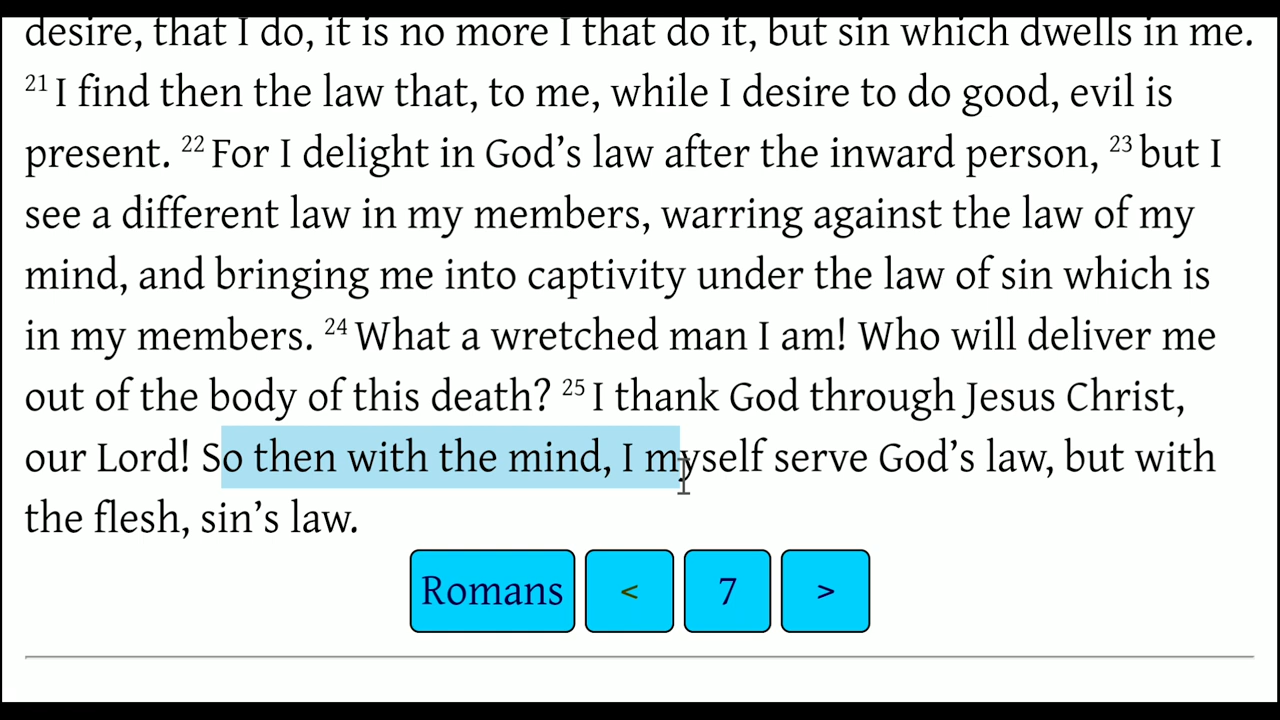 desire, that I do, it is no more I that do it, but sin which dwells in me.
21 I find then the law that, to me, while I desire to do good, evil is
present. 22 For I delight in God’s law after the inward person, 23 but I
see a different law in my members, warring against the law of my
mind, and bringing me into captivity under the law of sin which is
in my members. 24 What a wretched man I am! Who will deliver me
out of the body of this death? 25 I thank God through Jesus Christ,
our Lord! So then with the mind, I myself serve God’s law, but with
the flesh, sin’s law.
Romans < 7 >